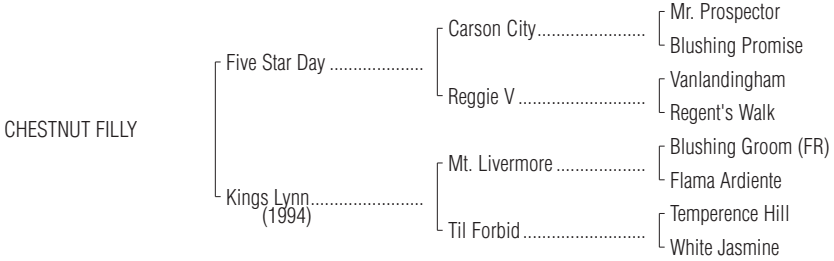 Mr. Prospector
Carson City
Blushing Promise
Five Star Day
Vanlandingham
Reggie V
Regent's Walk
CHESTNUT FILLY
Blushing Groom (FR)
Mt. Livermore
Flama Ardiente
Kings Lynn
(1994)
Temperence Hill
Til Forbid
White Jasmine